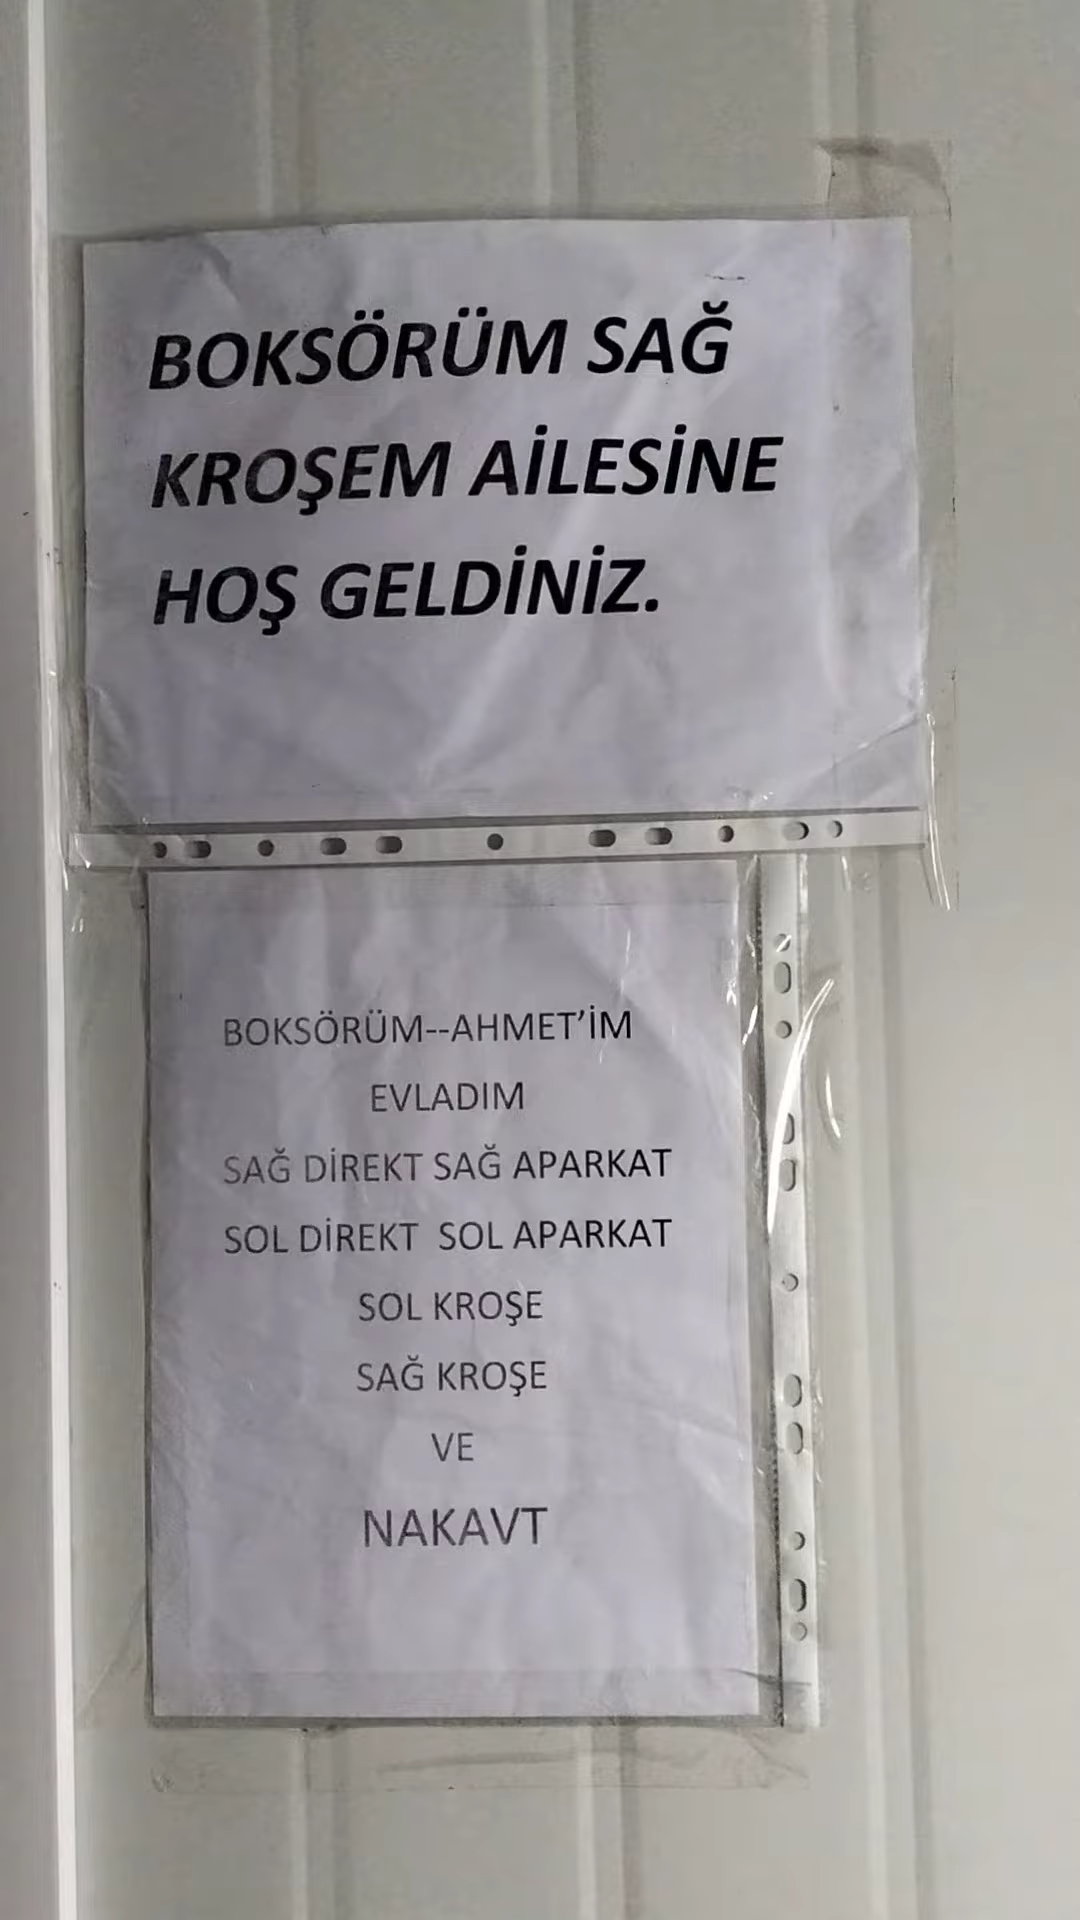 BOKSÖRÜM SAĞ
KROŞEM AİLESİNE
HOŞ GELDİNİZ.
BOKSÖRÜM--AHMET'İM
EVLADIM
SAĞ DİREKT SAĞ APARKAT
SOL DİREKT  SOL APARKAT
SOL KROŞE
SAĞ KROŞE
VE
NAKAVT